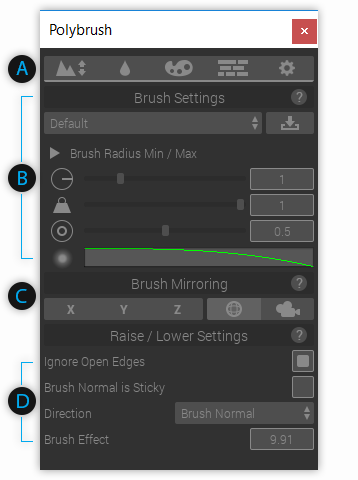 Polybrush
A
Brush Settings ?
Default
B
Brush Radius Min / Max
1
1
0.5
Brush Mirroring ?
C
X Y Z
Raise / Lower Settings ?
Ignore Open Edges
Brush Normal is Sticky
D
Direction Brush Normal
Brush Effect 9.91